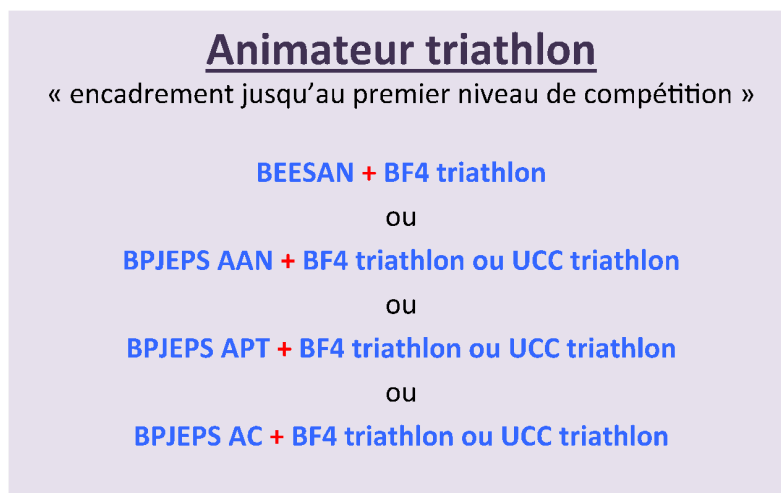 Animateur triathlon
« encadrement jusqu'au premier niveau de compétition »
BEESAN + BF4 triathlon
ou
BPJEPS AAN + BF4 triathlon ou UCC triathlon
ou
BPJEPS APT + BF4 triathlon ou UCC triathlon
ou
BPJEPS AC + BF4 triathlon ou UCC triathlon